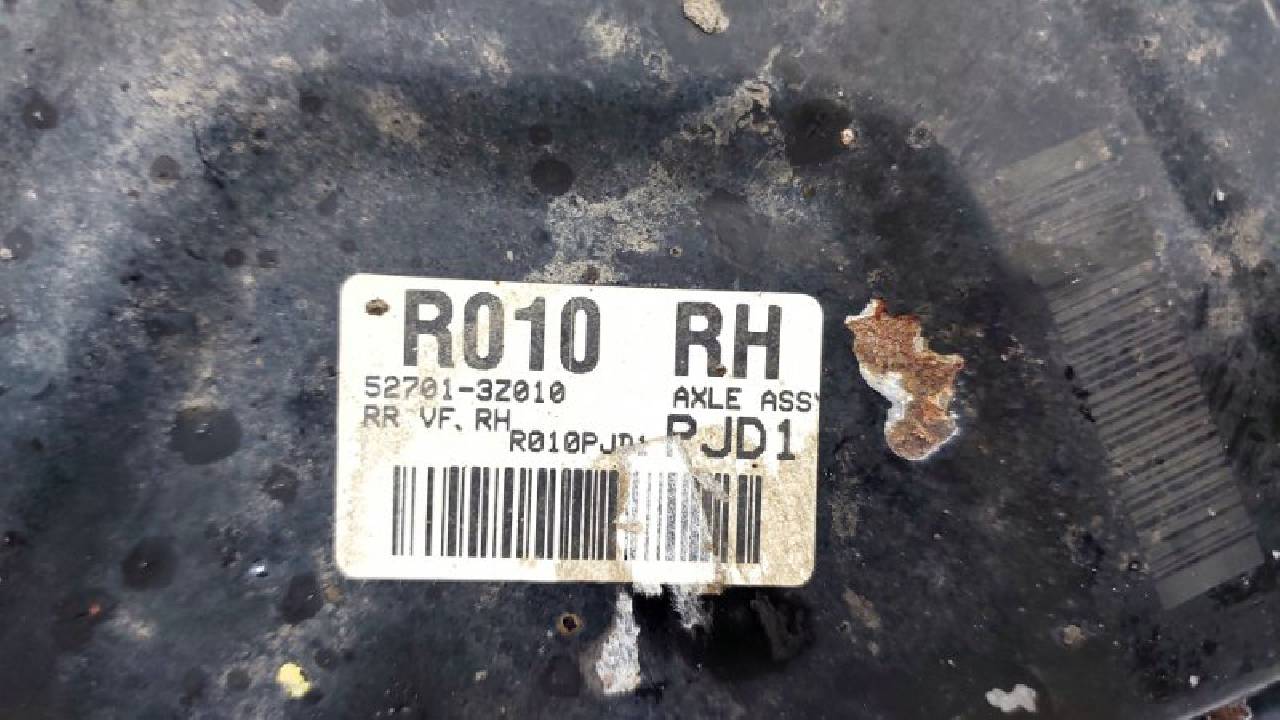 R010 RH
52701-3Z010 AXLE ASSY
RR VF. RH
R010PJD1 PJD1